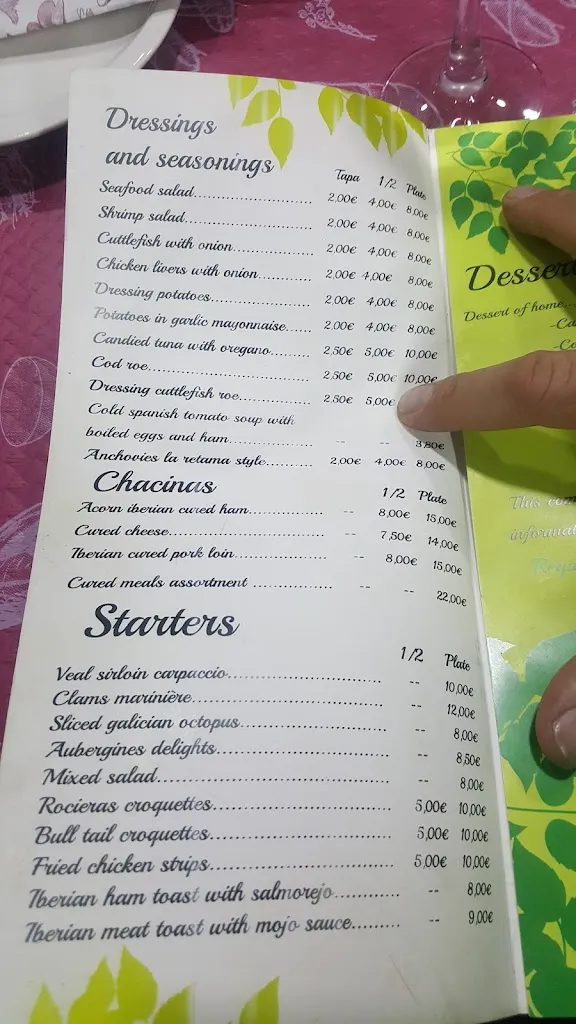 Dressings
and seasonings
Tapa 1/2 Plate
Seafood salad.............................. 2,00€ 4,00€ 8,00€
Shrimp salad................................ 2,00€ 4,00€ 8,00€
Cuttlefish with onion.................... 2,00€ 4,00€ 8,00€
Chicken livers with onion.............. 2,00€ 4,00€ 8,00€
Dressing potatoes.......................... 2,00€ 4,00€ 8,00€
Potatoes in garlic mayonnaise...... 2,00€ 4,00€ 8,00€
Candied tuna with oregano.......... 2,50€ 5,00€ 10,00€
Cod roe.......................................... 2,50€ 5,00€ 10,00€
Dressing cuttlefish roe.................. 2,50€ 5,00€
Cold spanish tomato soup with
boiled eggs and ham.................... -- -- 3,80€
Anchovies la retama style.......... 2,00€ 4,00€ 8,00€
Chacinas
1/2 Plate
Acorn iberian cured ham.................... -- 8,00€ 15,00€
Cured cheese.................................... -- 7,50€ 14,00€
Iberian cured pork loin...................... -- 8,00€ 15,00€
Cured meals assortment ................ -- -- 22,00€
Starters
1/2 Plate
Veal sirloin carpaccio.............................. -- 10,00€
Clams marinière...................................... -- 12,00€
Sliced galician octopus............................ -- 8,00€
Aubergines delights.................................. -- 8,50€
Mixed salad.............................................. -- 8,00€
Rocieras croquettes.................................. 5,00€ 10,00€
Bull tail croquettes.................................. 5,00€ 10,00€
Fried chicken strips.................................. 5,00€ 10,00€
Iberian ham toast with salmorejo............ -- 8,00€
Iberian meat toast with mojo sauce......... -- 9,00€
Dessert of home...